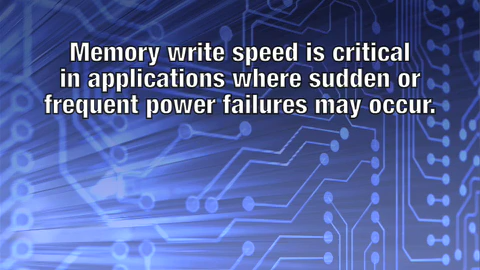 Memory write speed is critical
in applications where sudden or
frequent power failures may occur.